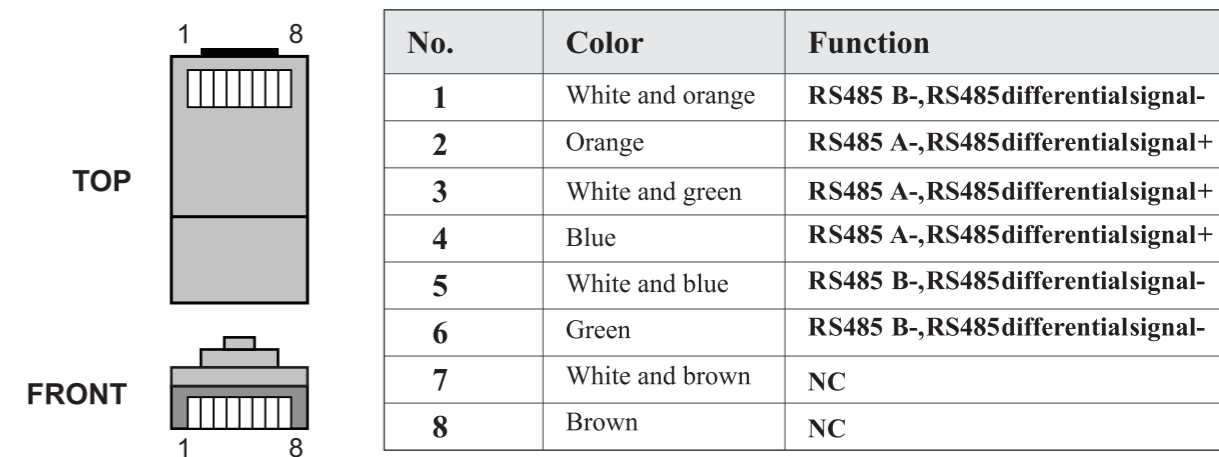 1 8
TOP
FRONT
1 8
No. Color Function
1 White and orange RS485 B-,RS485differentialsignal-
2 Orange RS485 A-,RS485differentialsignal+
3 White and green RS485 A-,RS485differentialsignal+
4 Blue RS485 A-,RS485differentialsignal+
5 White and blue RS485 B-,RS485differentialsignal-
6 Green RS485 B-,RS485differentialsignal-
7 White and brown NC
8 Brown NC